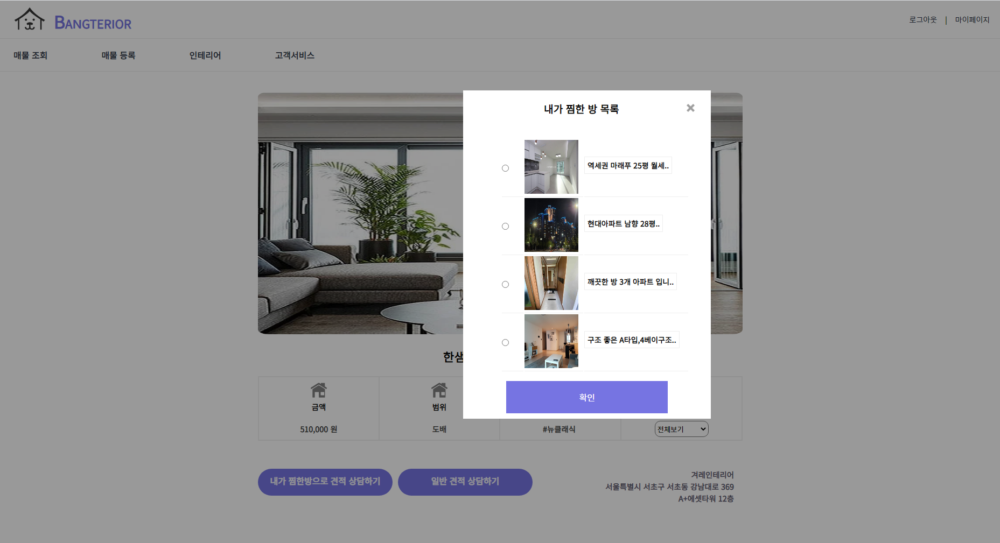 BANGTERIOR
로그아웃 | 마이페이지
매물 조회 매물 등록 인테리어 고객서비스
내가 찜한 방 목록
역세권 마래푸 25평 월세..
현대아파트 남향 28평..
깨끗한 방 3개 아파트 입니..
구조 좋은 A타입,4베이구조..
확인
한샘
금액 범위
510,000 원 도배 #뉴클래식 전체보기
내가 찜한방으로 견적 상담하기 일반 견적 상담하기
겨레인테리어
서울특별시 서초구 서초동 강남대로 369
A+에셋타워 12층